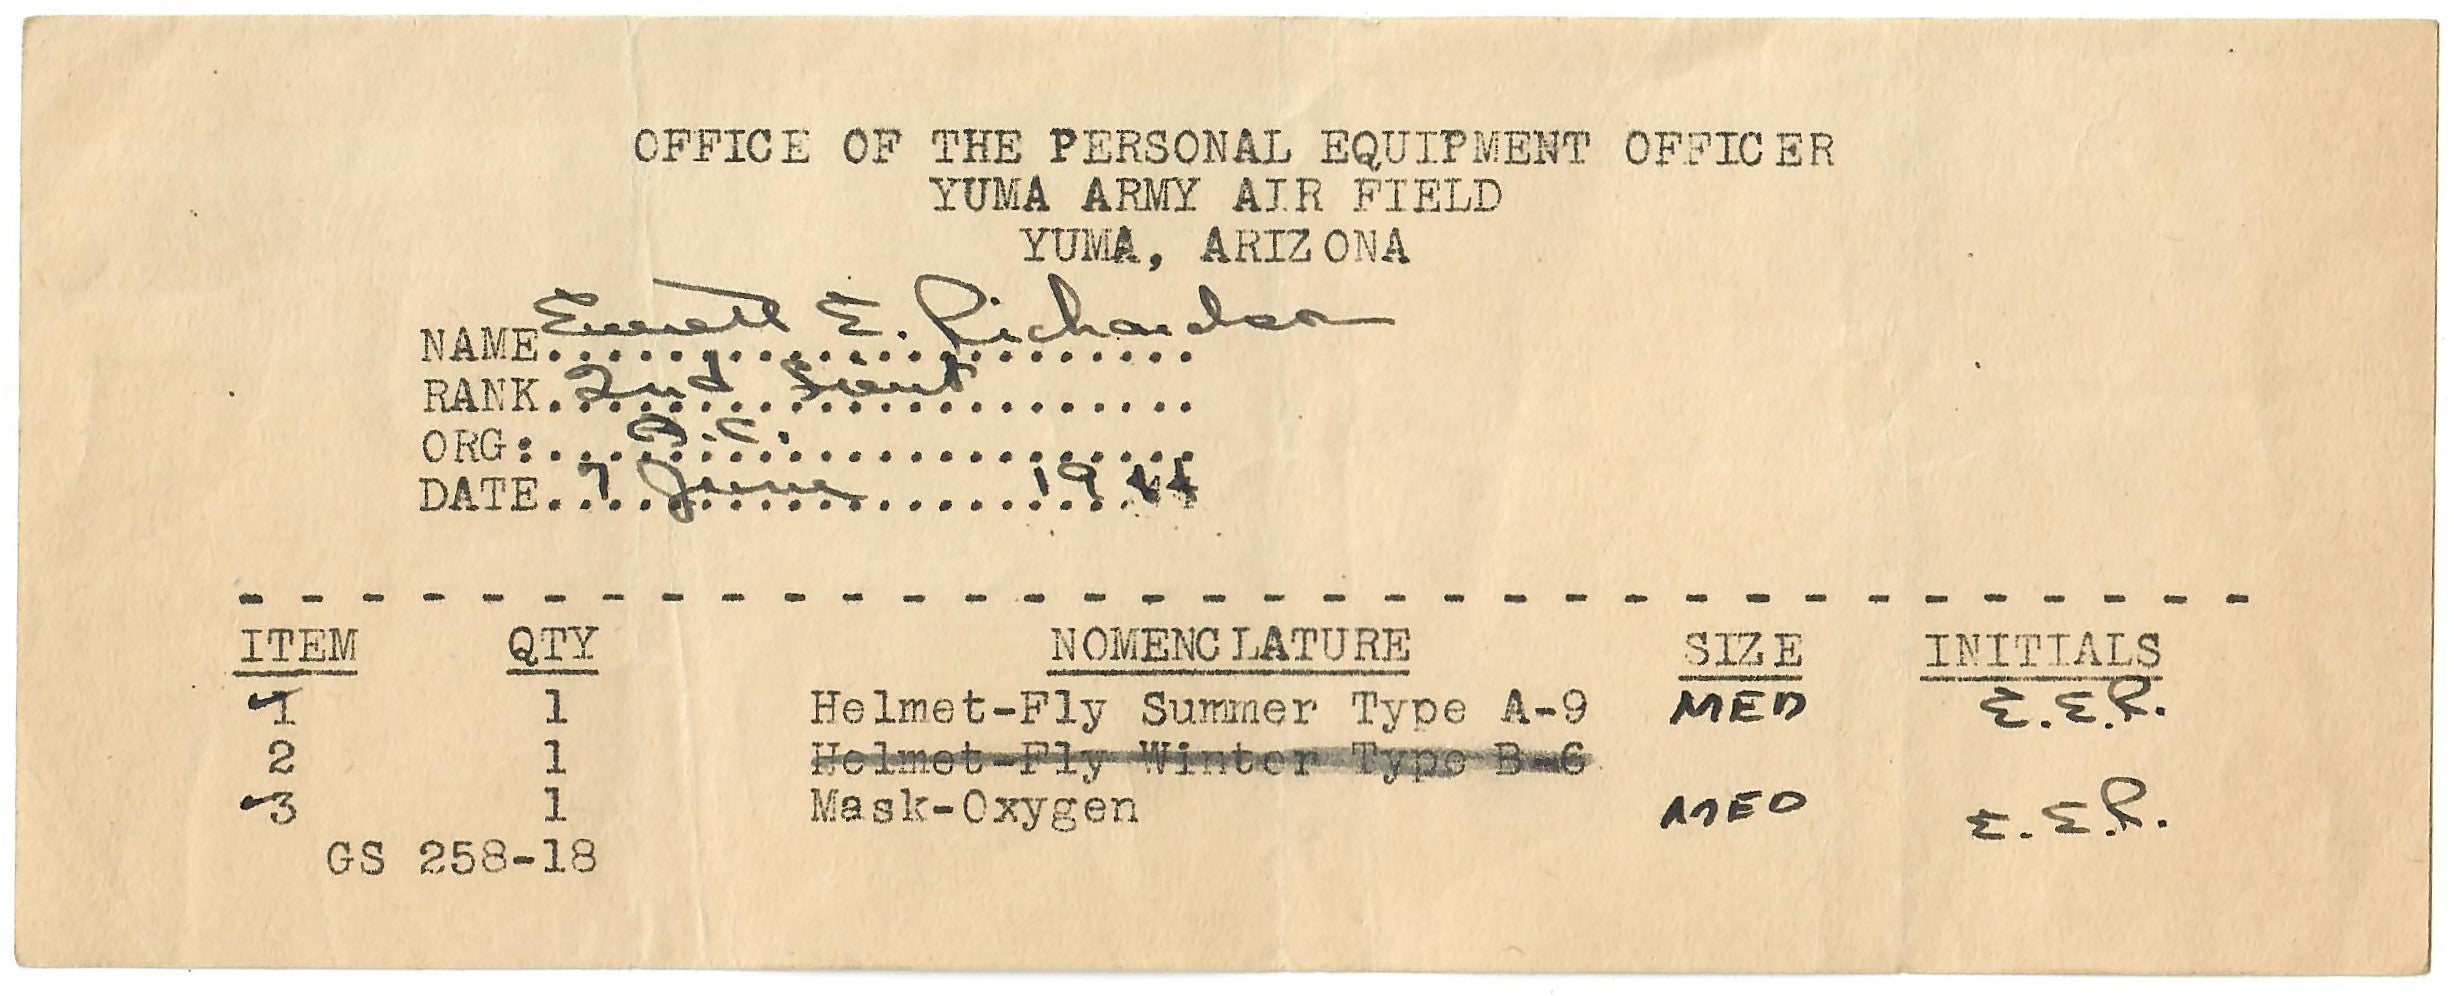 OFFICE OF THE PERSONAL EQUIPMENT OFFICER
YUMA ARMY AIR FIELD
YUMA, ARIZONA
NAME Everett E. Richardson
RANK 2nd Lieut
ORG:
DATE 7 June 1944
ITEM QTY NOMENCLATURE SIZE INITIALS
1 1 Helmet-Fly Summer Type A-9 MED E.E.R.
2 1 Helmet-Fly Winter Type B-6
3 1 Mask-Oxygen MED E.E.R.
GS 258-18